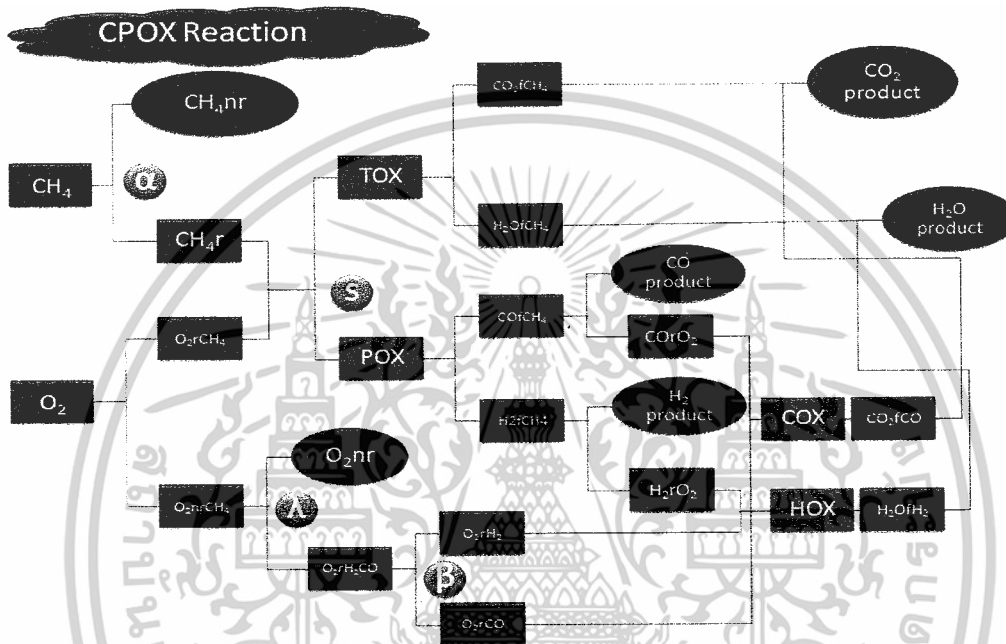 CPOX Reaction
CH₄nr
CH₄
α
CH₄r
O₂rCH₄
O₂
O₂nrCH₄
O₂nr
λ
O₂rH₂CO
β
O₂rH₂
O₂rCO
TOX
S
POX
CO₂fCH₄
H₂OfCH₄
COfCH₄
H2fCH4
CO
product
COrO₂
H₂
product
H₂rO₂
COX
CO₂fCO
HOX
H₂OfH₂
CO₂
product
H₂O
product